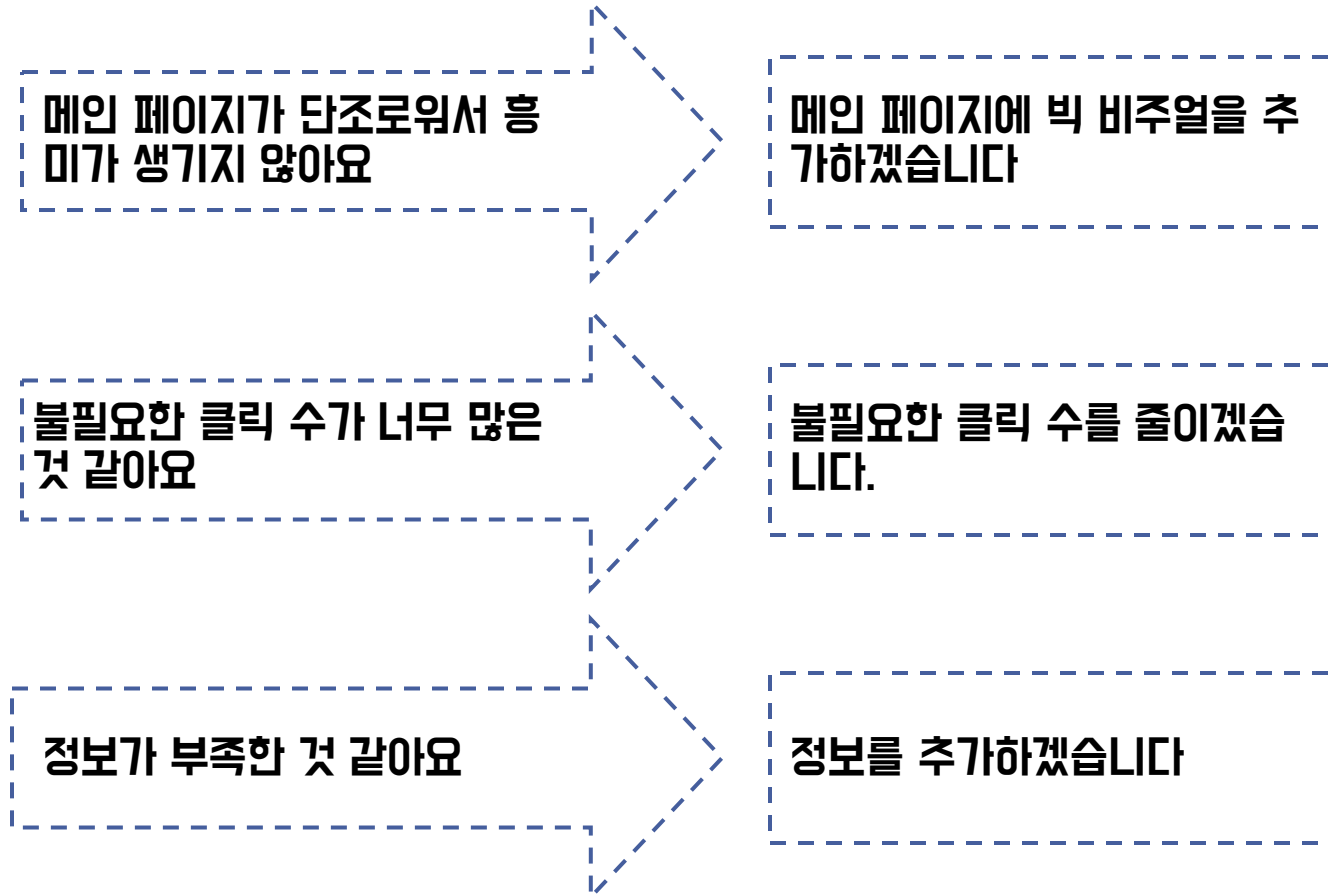 메인 페이지가 단조로워서 흥
미가 생기지 않아요
메인 페이지에 빅 비주얼을 추
가하겠습니다
불필요한 클릭 수가 너무 많은
것 같아요
불필요한 클릭 수를 줄이겠습
니다.
정보가 부족한 것 같아요
정보를 추가하겠습니다